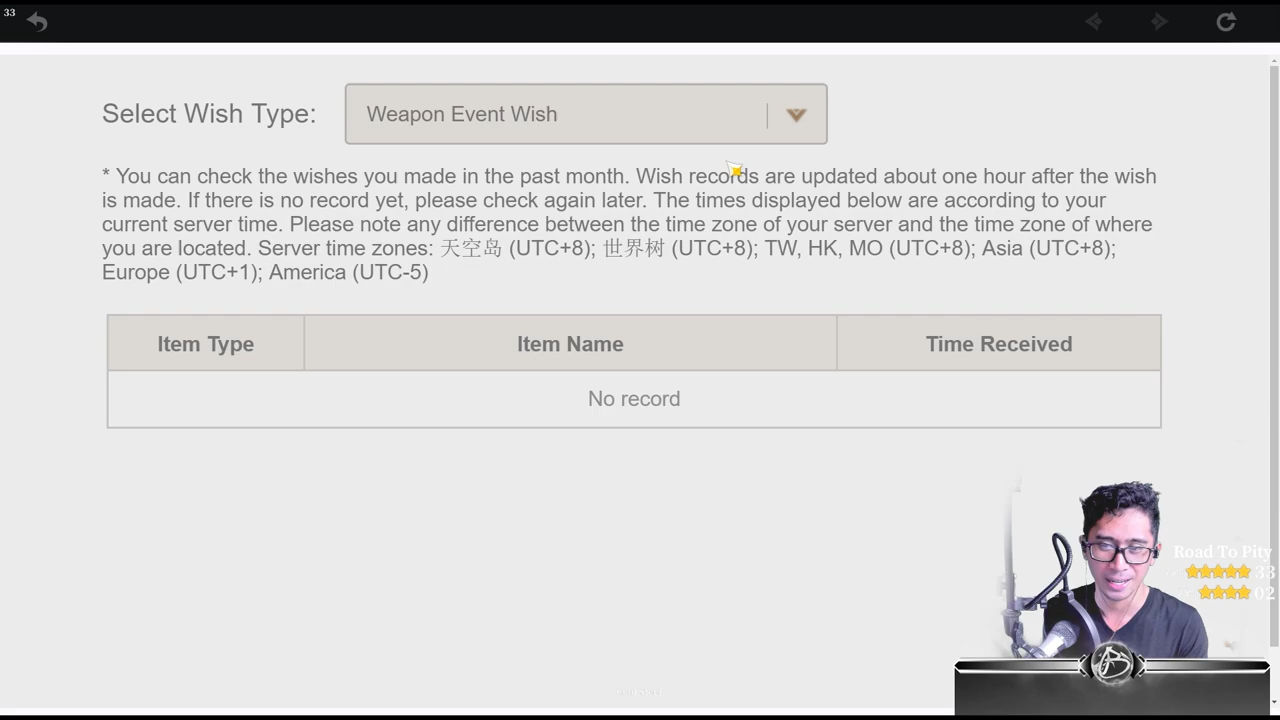 33
Select Wish Type:
Weapon Event Wish
* You can check the wishes you made in the past month. Wish records are updated about one hour after the wish
is made. If there is no record yet, please check again later. The times displayed below are according to your
current server time. Please note any difference between the time zone of your server and the time zone of where
you are located. Server time zones: 天空岛 (UTC+8); 世界树 (UTC+8); TW, HK, MO (UTC+8); Asia (UTC+8);
Europe (UTC+1); America (UTC-5)
Item Type Item Name Time Received
No record
Road To Pity
33
02